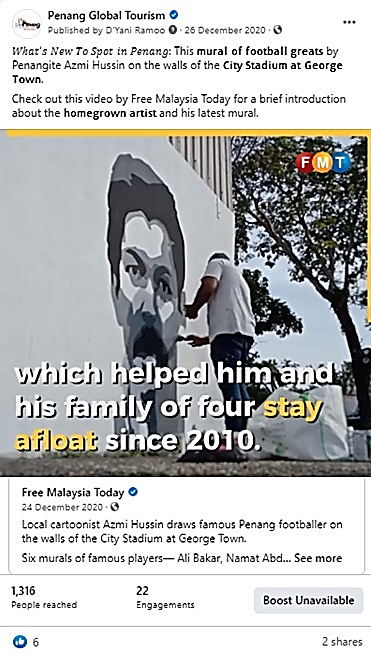 Penang Global Tourism
Published by D'Yani Ramoo · 26 December 2020 ·
What's New To Spot in Penang: This mural of football greats by
Penangite Azmi Hussin on the walls of the City Stadium at George
Town.
Check out this video by Free Malaysia Today for a brief introduction
about the homegrown artist and his latest mural.
FMT
which helped him and
his family of four stay
afloat since 2010.
Free Malaysia Today
24 December 2020 ·
Local cartoonist Azmi Hussin draws famous Penang footballer on
the walls of the City Stadium at George Town.
Six murals of famous players— Ali Bakar, Namat Abd... See more
1,316
People reached
22
Engagements
Boost Unavailable
6
2 shares